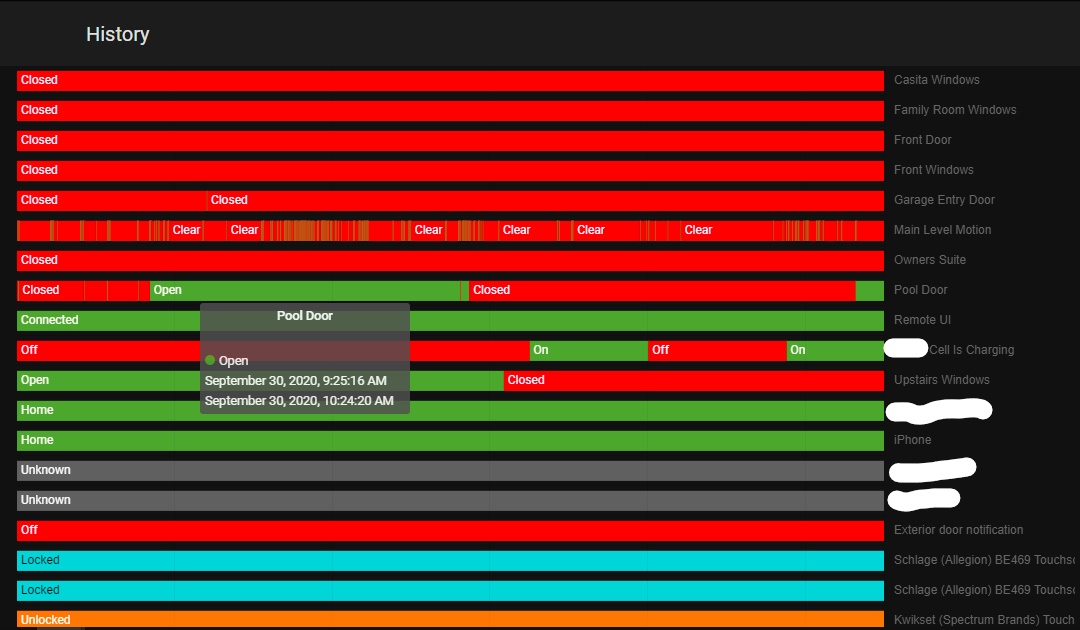 History
Closed Casita Windows
Closed Family Room Windows
Closed Front Door
Closed Front Windows
Closed Closed Garage Entry Door
Clear Clear Clear Clear Clear Clear Main Level Motion
Closed Owners Suite
Closed Open Closed Pool Door
Connected Remote UI
Pool Door
Off On Off On Cell Is Charging
Open
September 30, 2020, 9:25:16 AM
September 30, 2020, 10:24:20 AM
Open Closed Upstairs Windows
Home
Home iPhone
Unknown
Unknown
Off Exterior door notification
Locked Schlage (Allegion) BE469 Touchsc
Locked Schlage (Allegion) BE469 Touchsc
Unlocked Kwikset (Spectrum Brands) Touch